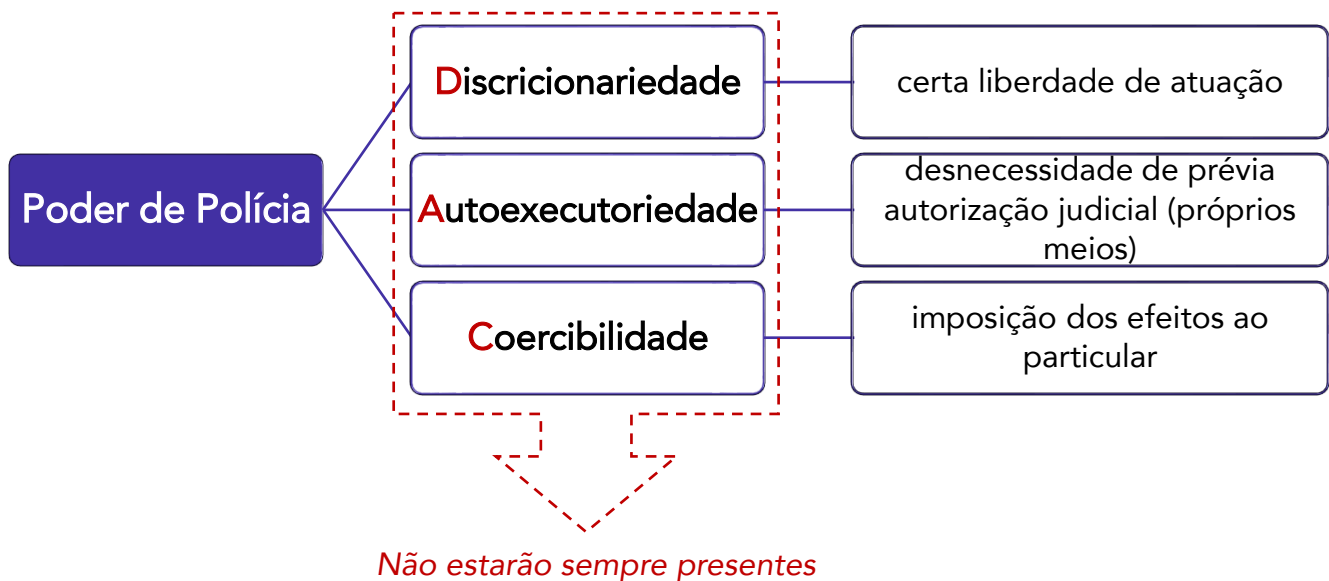 Poder de Polícia
Discricionariedade
certa liberdade de atuação
Autoexecutoriedade
desnecessidade de prévia
autorização judicial (próprios
meios)
Coercibilidade
imposição dos efeitos ao
particular
Não estarão sempre presentes